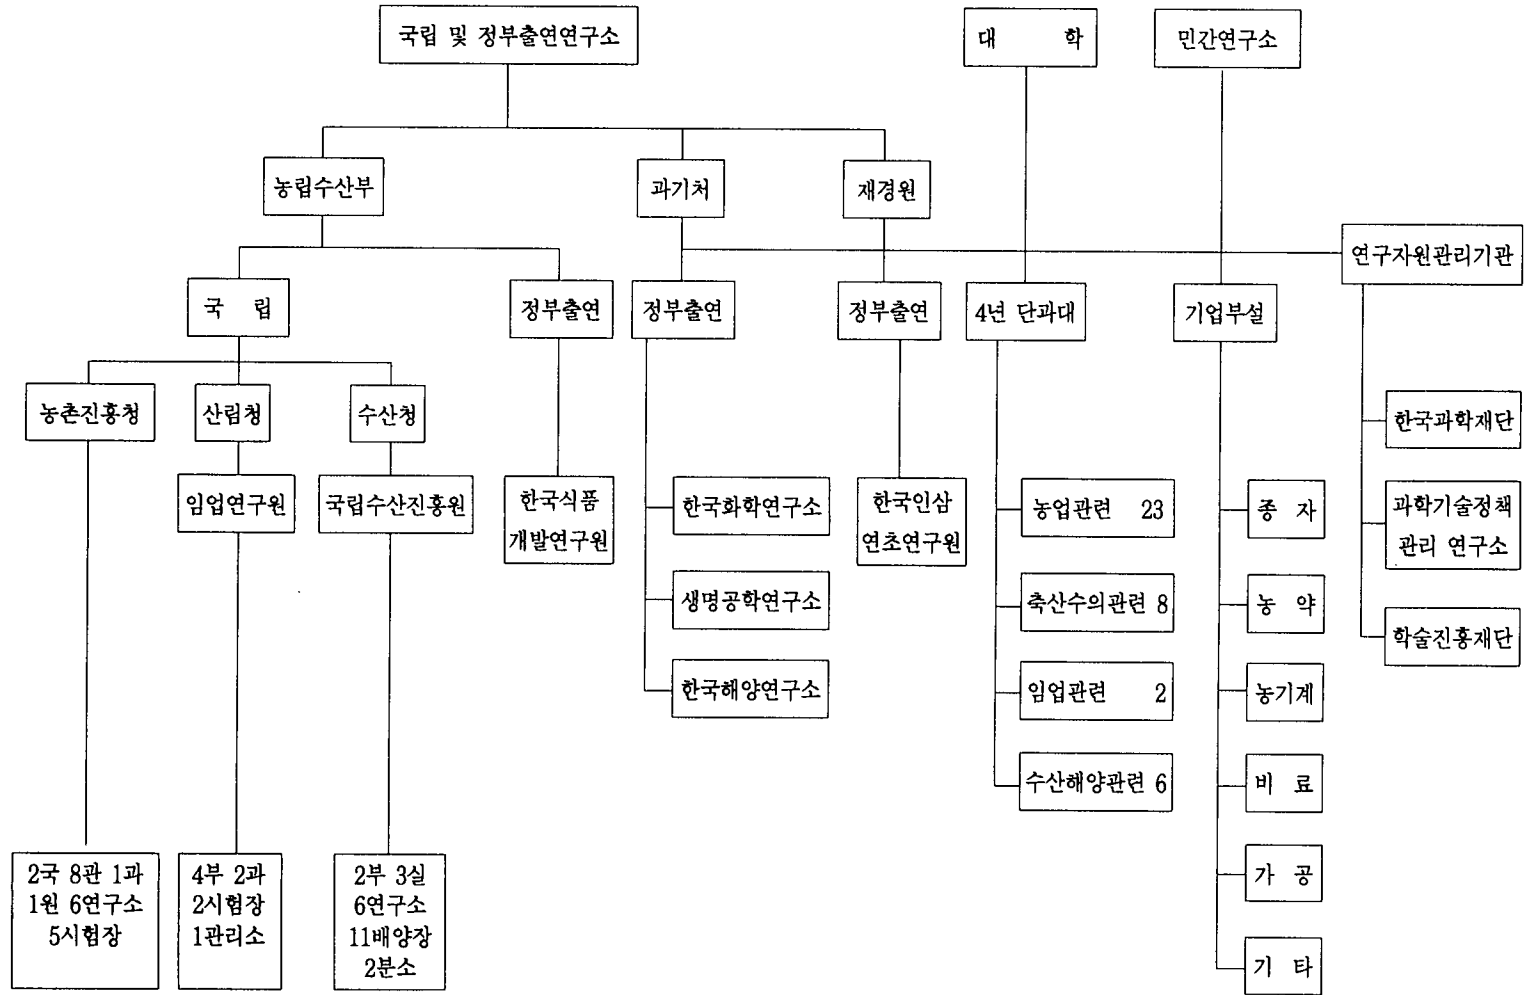 국립 및 정부출연연구소
대 학
민간연구소
농림수산부
과기처
재경원
연구자원관리기관
국 립
정부출연
정부출연
정부출연
4년 단과대
기업부설
농촌진흥청
산림청
수산청
한국과학재단
임업연구원
국립수산진흥원
한국식품
개발연구원
한국화학연구소
한국인삼
연초연구원
농업관련 23
종 자
과학기술정책
관리 연구소
생명공학연구소
축산수의관련 8
농 약
학술진흥재단
한국해양연구소
임업관련 2
농기계
수산해양관련 6
비 료
2국 8관 1과
1원 6연구소
5시험장
4부 2과
2시험장
1관리소
2부 3실
6연구소
11배양장
2분소
가 공
기 타